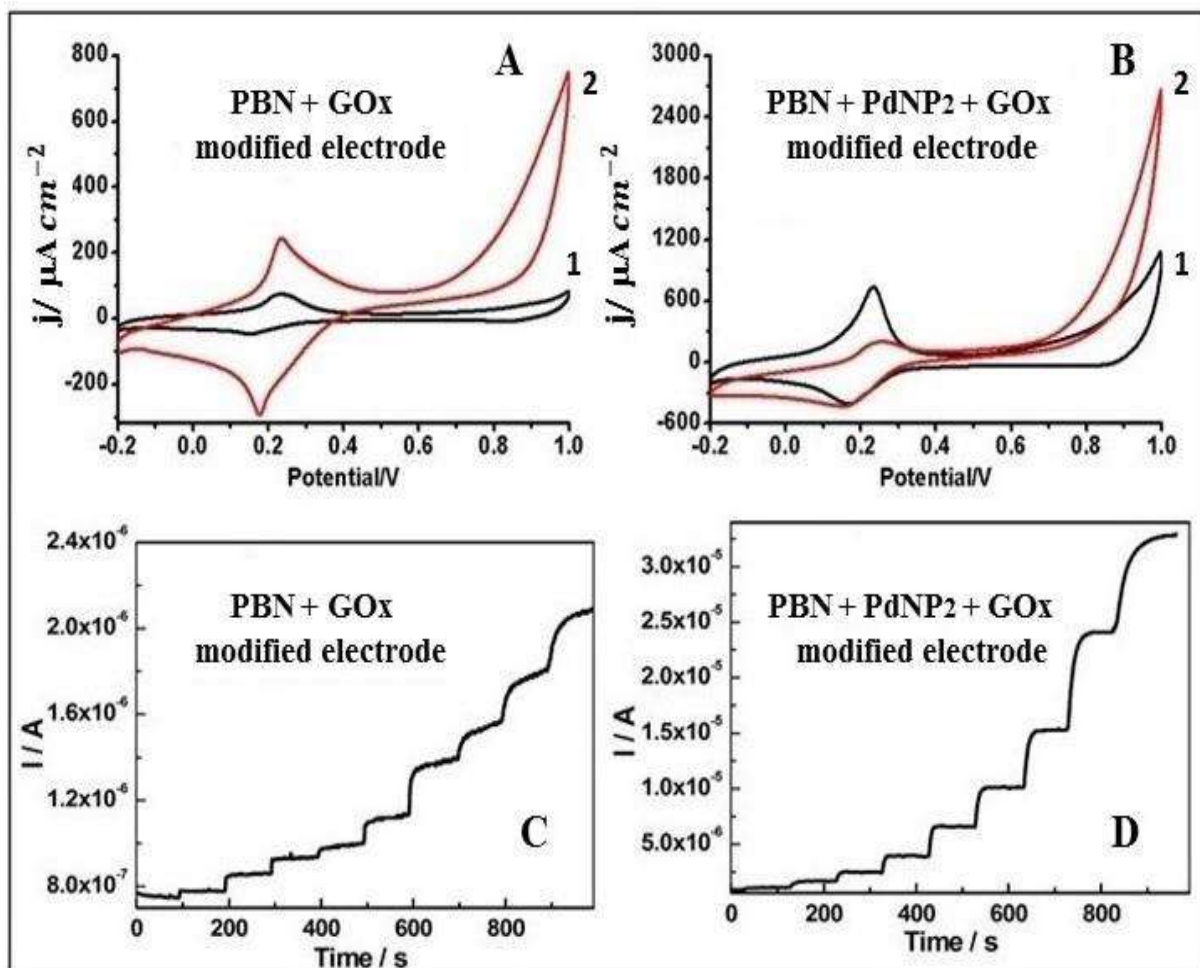 A
PBN + GOx
modified electrode
2
1
800
600
400
200
0
-200
j/ μA cm−2
-0.2 0.0 0.2 0.4 0.6 0.8 1.0
Potential/V
B
PBN + PdNP2 + GOx
modified electrode
2
1
3000
2400
1800
1200
600
0
-600
j/ μA cm−2
-0.2 0.0 0.2 0.4 0.6 0.8 1.0
Potential/V
PBN + GOx
modified electrode
C
2.4x10-6
2.0x10-6
1.6x10-6
1.2x10-6
8.0x10-7
I / A
0 200 400 600 800
Time / s
PBN + PdNP2 + GOx
modified electrode
D
3.0x10-5
2.5x10-5
1.5x10-5
1.0x10-5
5.0x10-6
I / A
0 200 400 600 800
Time / s